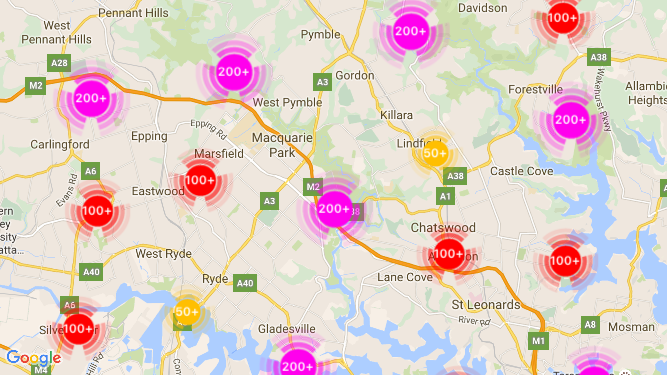 Pennant Hills
Davidson
100+
West
Pennant Hills
Pymble
200+
A28
A38
M2
200+
A3
Gordon
Wakehurst Pkwy
Allambie
Heights
200+
West Pymble
Killara
Forestville
200+
Epping
Epping Rd
Macquarie
Park
Carlingford
Marsfield
Lindfield
50+
A6
Castle Cove
A38
Evans Rd
Eastwood
100+
M2
A1
A3
100+
200+
Chatswood
West Ryde
100+
100+
A40
Ryde
A40
Lane Cove
A6
50+
St Leonards
River Rd
100+
Gladesville
A8
Mosman
M1
Google
M4
Hill Rd
200+